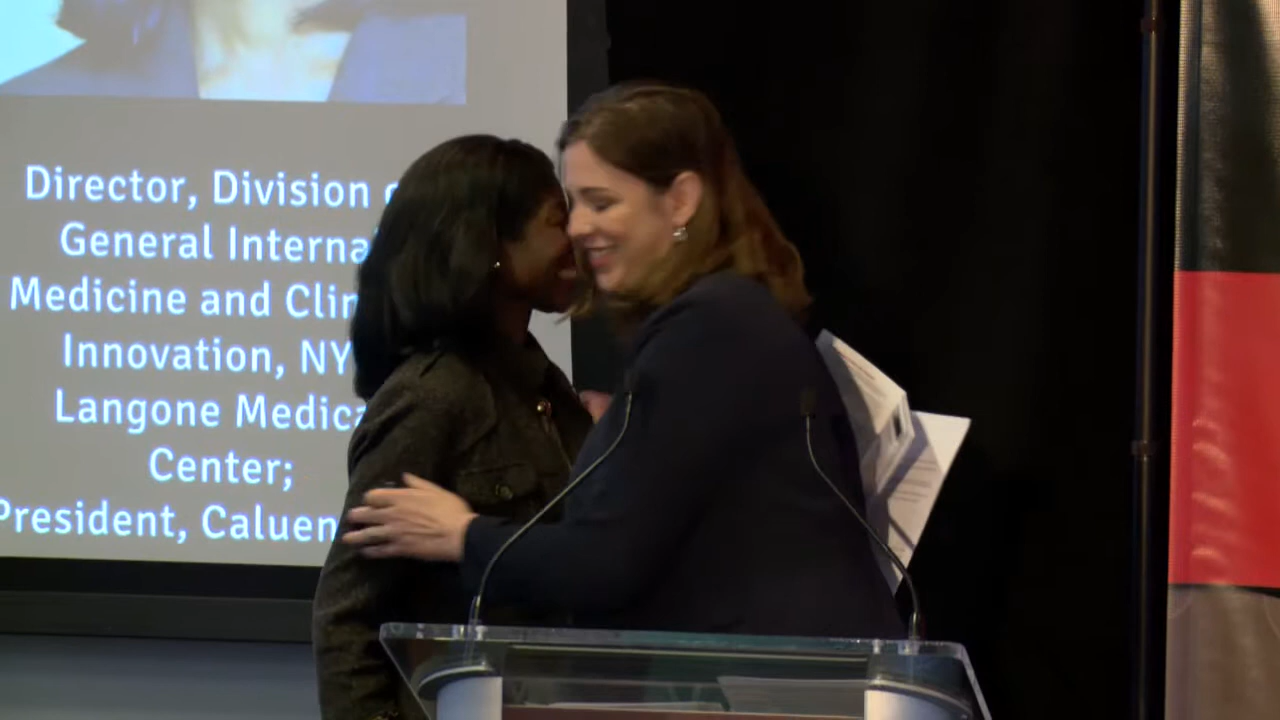 Director, Division
General Interna
Medicine and Clin
Innovation, NY
Langone Medica
Center;
President, Caluen